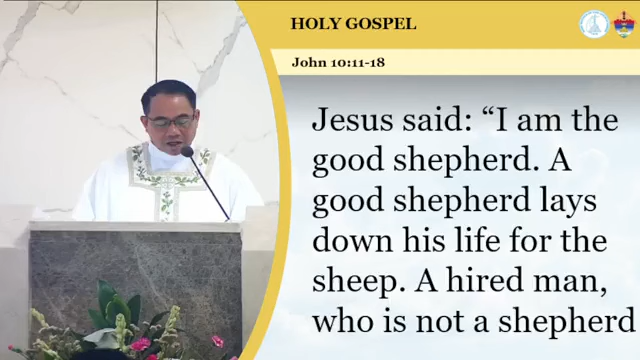 HOLY GOSPEL
John 10:11-18
Jesus said: “I am the
good shepherd. A
good shepherd lays
down his life for the
sheep. A hired man,
who is not a shepherd